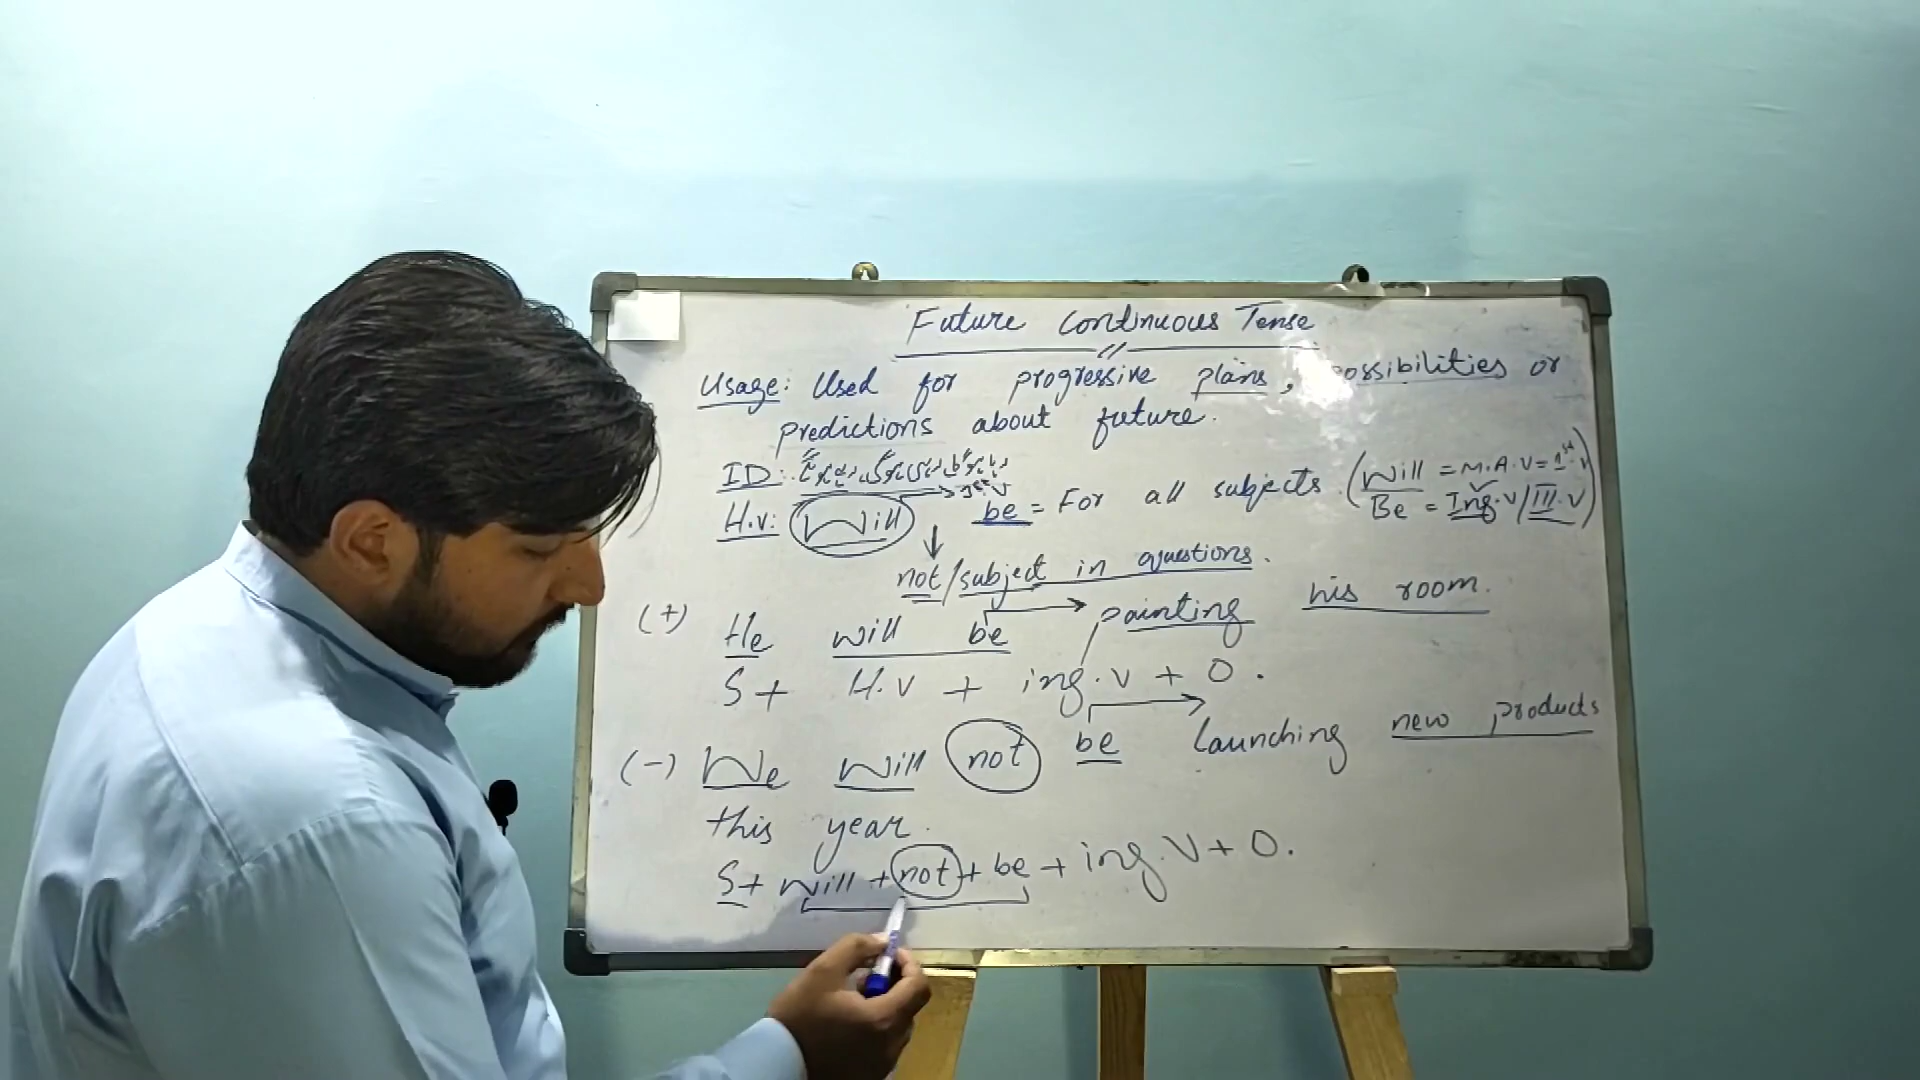 Future Continuous Tense
Usage: Used for progressive plans, possibilities or
predictions about future.
ID:
H.V: Will be = For all subjects (Will = M.A.V = 1st V
Be = Ing.V/III.V)
not/subject in questions.
(+) He will be painting his room.
S + H.V + ing.V + O.
(-) We will not be launching new products
this year.
S + will + not + be + ing.V + O.